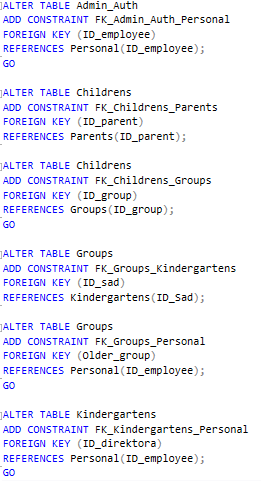 ALTER TABLE Admin_Auth
ADD CONSTRAINT FK_Admin_Auth_Personal
FOREIGN KEY (ID_employee)
REFERENCES Personal(ID_employee);
GO
ALTER TABLE Childrens
ADD CONSTRAINT FK_Childrens_Parents
FOREIGN KEY (ID_parent)
REFERENCES Parents(ID_parent);
ALTER TABLE Childrens
ADD CONSTRAINT FK_Childrens_Groups
FOREIGN KEY (ID_group)
REFERENCES Groups(ID_group);
GO
ALTER TABLE Groups
ADD CONSTRAINT FK_Groups_Kindergartens
FOREIGN KEY (ID_sad)
REFERENCES Kindergartens(ID_Sad);
ALTER TABLE Groups
ADD CONSTRAINT FK_Groups_Personal
FOREIGN KEY (Older_group)
REFERENCES Personal(ID_employee);
GO
ALTER TABLE Kindergartens
ADD CONSTRAINT FK_Kindergartens_Personal
FOREIGN KEY (ID_direktora)
REFERENCES Personal(ID_employee);
GO